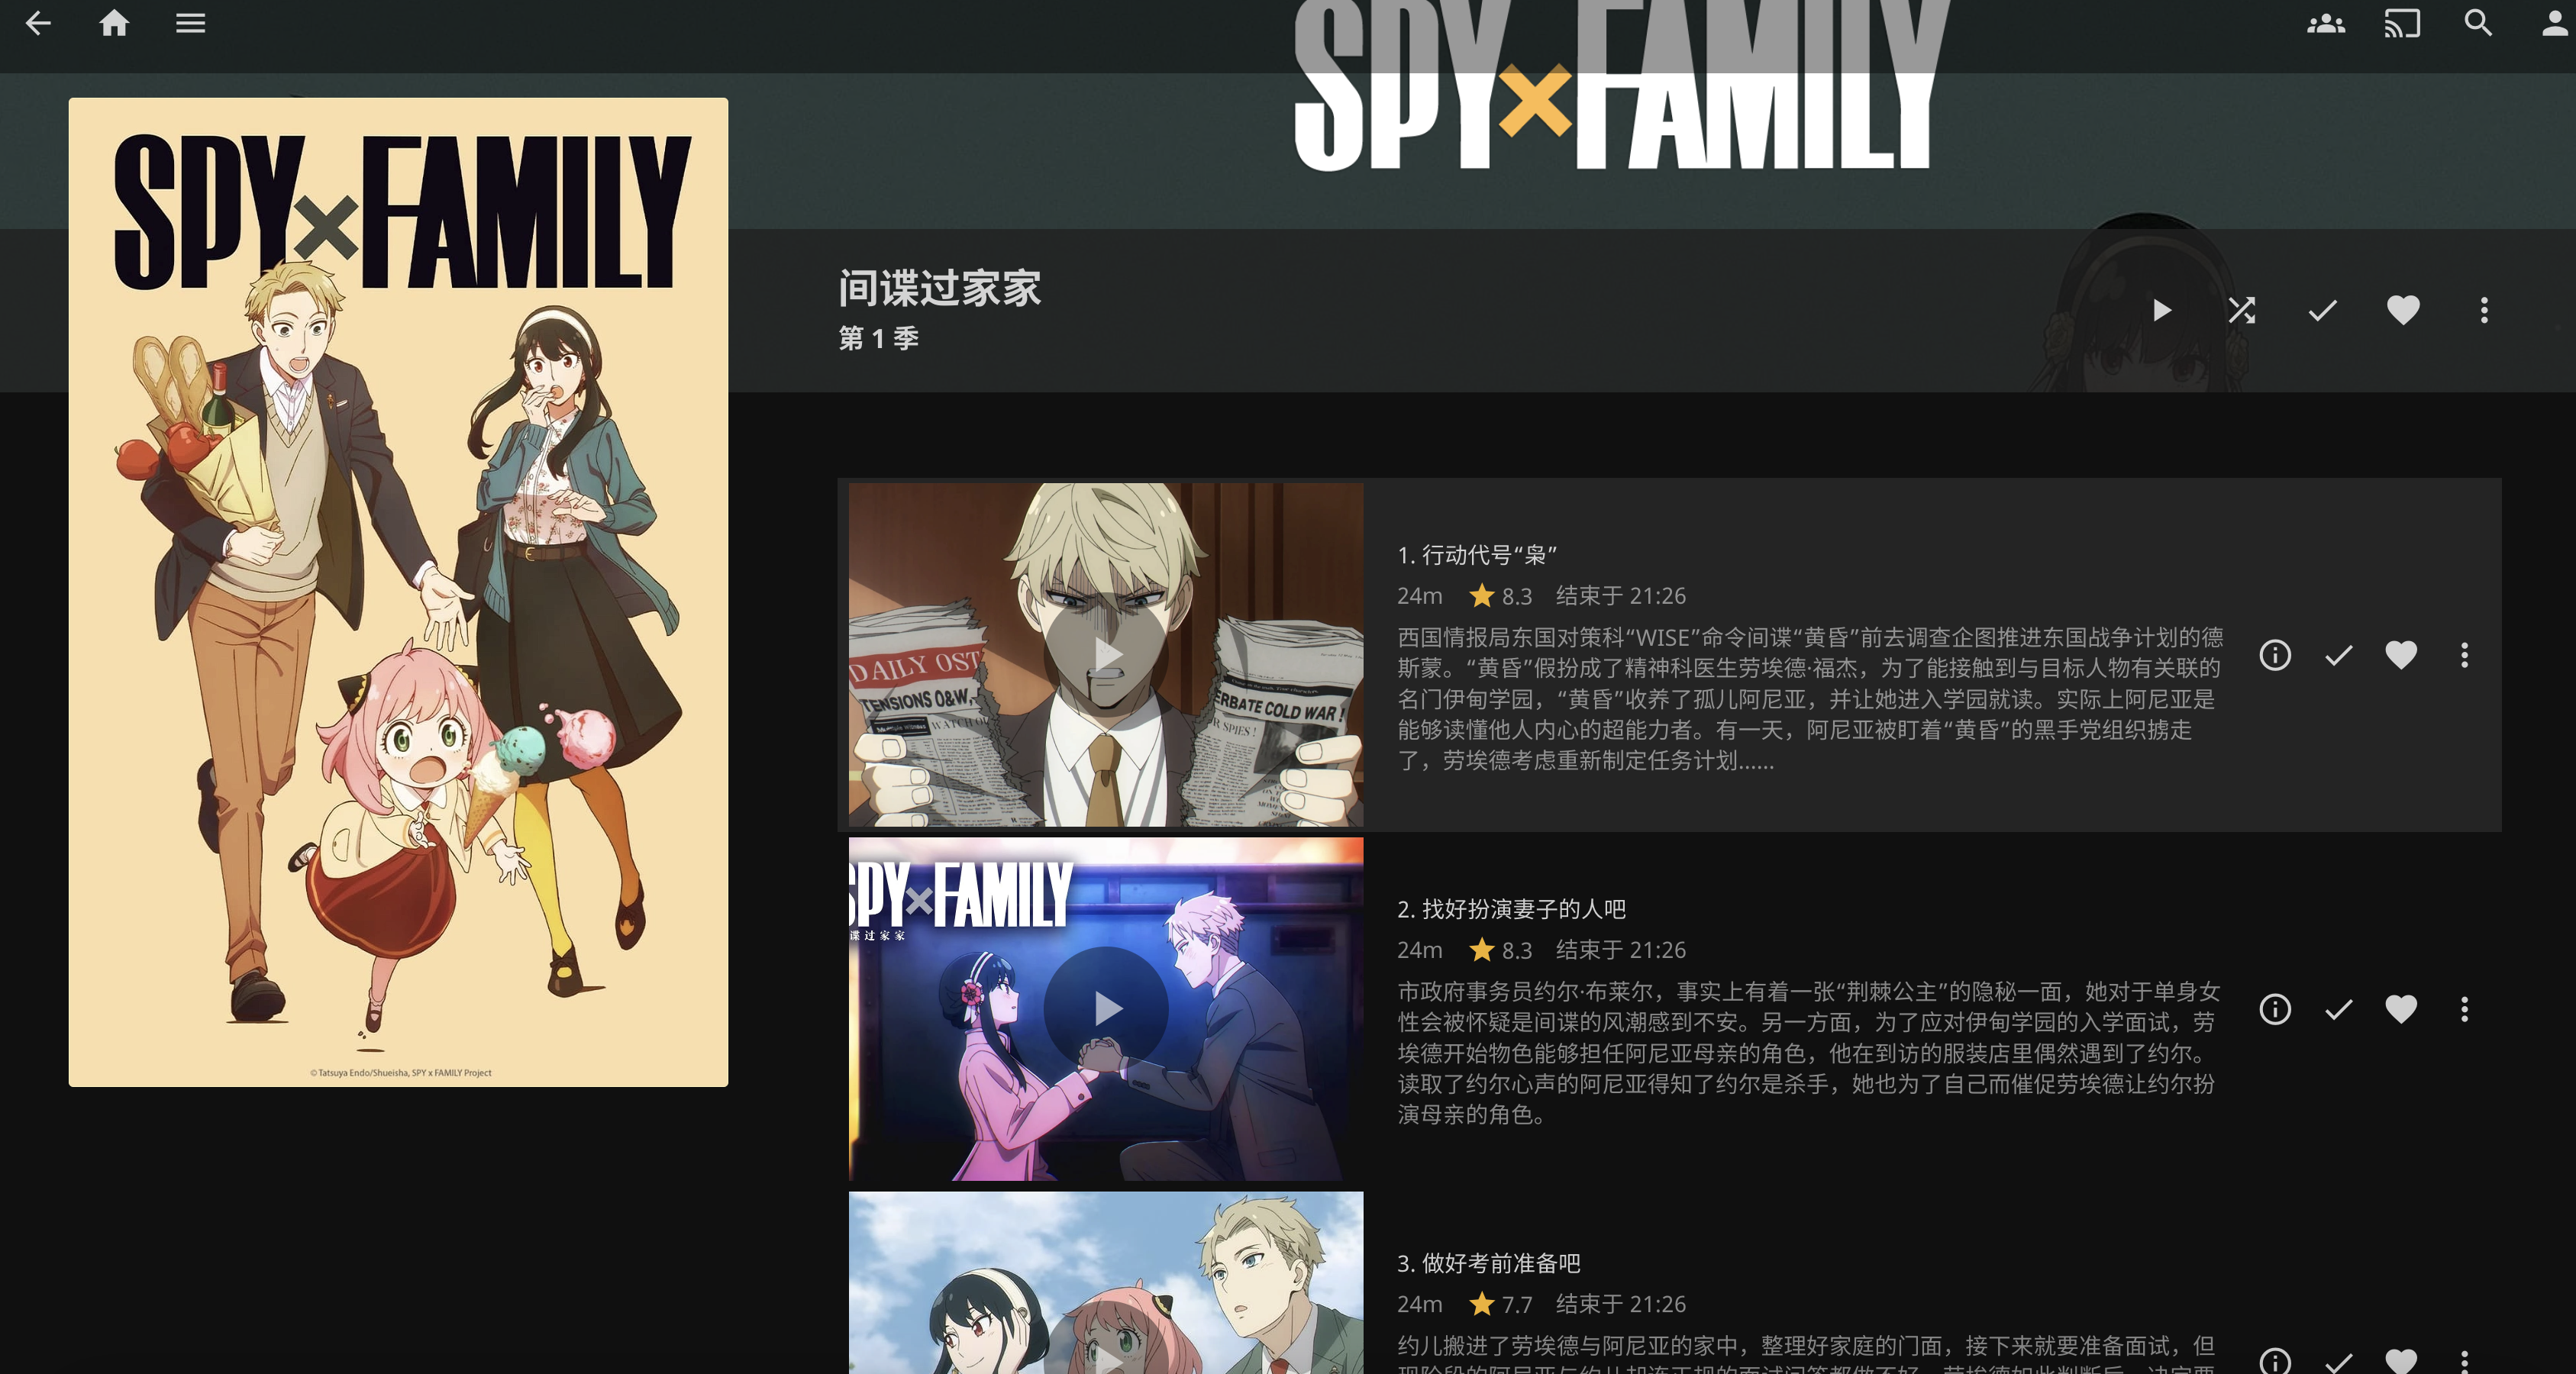 SPY×FAMILY
SPY×FAMILY
©Tatsuya Endo/Shueisha, SPY x FAMILY Project
间谍过家家
第 1 季
DAILY OST
TENSIONS O&W,
WATCH O
ERBATE COLD WAR !
R SPIES !
1. 行动代号“枭”
24m 8.3 结束于 21:26
西国情报局东国对策科“WISE”命令间谍“黄昏”前去调查企图推进东国战争计划的德
斯蒙。“黄昏”假扮成了精神科医生劳埃德·福杰，为了能接触到与目标人物有关联的
名门伊甸学园，“黄昏”收养了孤儿阿尼亚，并让她进入学园就读。实际上阿尼亚是
能够读懂他人内心的超能力者。有一天，阿尼亚被盯着“黄昏”的黑手党组织掳走
了，劳埃德考虑重新制定任务计划......
SPY×FAMILY
谍过家家
2. 找好扮演妻子的人吧
24m 8.3 结束于 21:26
市政府事务员约尔·布莱尔，事实上有着一张“荆棘公主”的隐秘一面，她对于单身女
性会被怀疑是间谍的风潮感到不安。另一方面，为了应对伊甸学园的入学面试，劳
埃德开始物色能够担任阿尼亚母亲的角色，他在到访的服装店里偶然遇到了约尔。
读取了约尔心声的阿尼亚得知了约尔是杀手，她也为了自己而催促劳埃德让约尔扮
演母亲的角色。
3. 做好考前准备吧
24m 7.7 结束于 21:26
约儿搬进了劳埃德与阿尼亚的家中，整理好家庭的门面，接下来就要准备面试，但